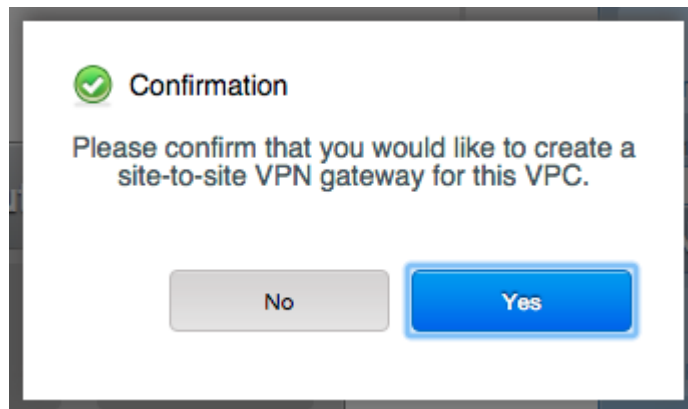 Confirmation
Please confirm that you would like to create a
site-to-site VPN gateway for this VPC.
No
Yes